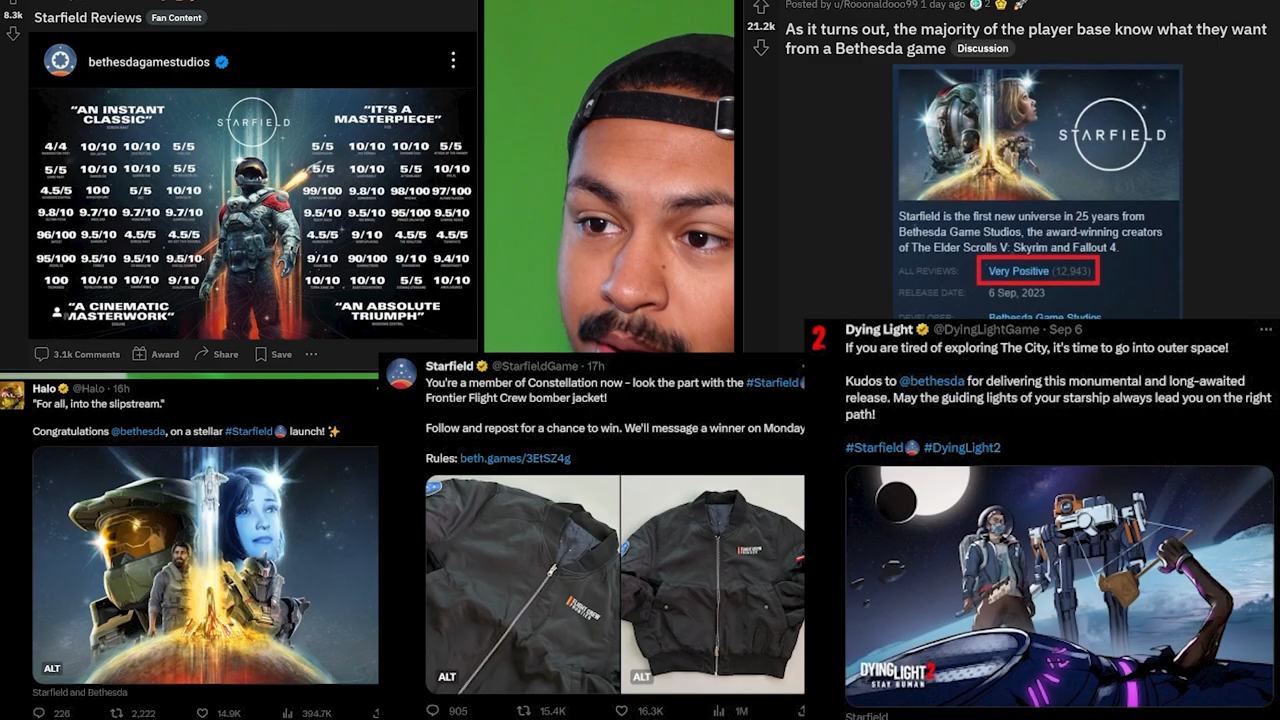 8.3k
Starfield Reviews Fan Content
bethesdagamestudios
"AN INSTANT
CLASSIC"
STARFIELD
"IT'S A
MASTERPIECE"
4/4 10/10 10/10 5/5
5/5 10/10 10/10 5/5
5/5 10/10 10/10 5/5
5/5 10/10 5/5 10/10
4.5/5 100 5/5 10/10
99/100 9.8/10 98/100 97/100
9.8/10 9.7/10 9.7/10 9.7/10
9.5/10 9.5/10 95/100 9.5/10
96/100 9.5/10 4.5/5 9.5/10
4.5/5 9/10 4.5/5 4.5/5
95/100 9.5/10 9.5/10 9.5/10
9/10 90/100 9/10 9.4/10
100 10/10 10/10 9/10
10/10 10/10 5/5 10/10
"A CINEMATIC
MASTERWORK"
"AN ABSOLUTE
TRIUMPH"
3.1k Comments Award Share Save
Posted by u/Rooonaldooo99 1 day ago 2
21.2k
As it turns out, the majority of the player base know what they want
from a Bethesda game Discussion
STARFIELD
Starfield is the first new universe in 25 years from
Bethesda Game Studios, the award-winning creators
of The Elder Scrolls V: Skyrim and Fallout 4.
ALL REVIEWS: Very Positive (12,943)
RELEASE DATE: 6 Sep, 2023
DEVELOPER: Bethesda Game Studios
Halo @Halo · 16h
"For all, into the slipstream."
Congratulations @bethesda, on a stellar #Starfield launch!
ALT
Starfield and Bethesda
226 2,222 14.9K 394.7K
Starfield @StarfieldGame · 17h
You're a member of Constellation now - look the part with the #Starfield
Frontier Flight Crew bomber jacket!
Follow and repost for a chance to win. We'll message a winner on Monday
Rules: beth.games/3EtSZ4g
FLIGHT CREW
FRONTIER
FLIGHT CREW
FRONTIER
ALT
ALT
905 15.4K 16.3K 1M
2
Dying Light @DyingLightGame · Sep 6
If you are tired of exploring The City, it's time to go into outer space!
Kudos to @bethesda for delivering this monumental and long-awaited
release. May the guiding lights of your starship always lead you on the right
path!
#Starfield #DyingLight2
DYING LIGHT 2
STAY HUMAN
Starfield